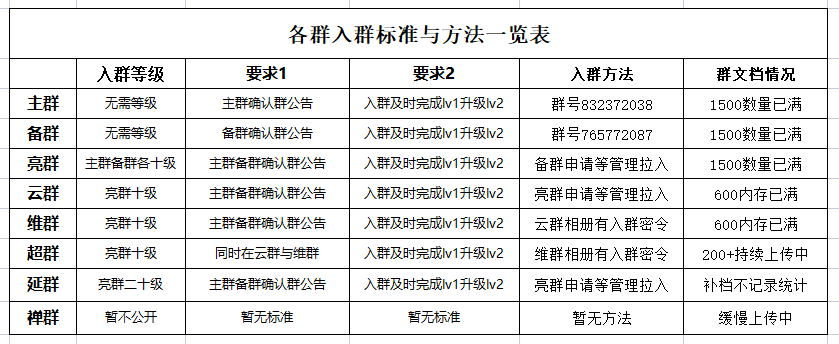 各群入群标准与方法一览表
入群等级 要求1 要求2 入群方法 群文档情况
主群 无需等级 主群确认群公告 入群及时完成lv1升级lv2 群号832372038 1500数量已满
备群 无需等级 备群确认群公告 入群及时完成lv1升级lv2 群号765772087 1500数量已满
亮群 主群备群各十级 主群备群确认群公告 入群及时完成lv1升级lv2 备群申请等管理拉入 1500数量已满
云群 亮群十级 主群备群确认群公告 入群及时完成lv1升级lv2 亮群申请等管理拉入 600内存已满
维群 亮群十级 主群备群确认群公告 入群及时完成lv1升级lv2 云群相册有入群密令 600内存已满
超群 亮群十级 同时在云群与维群 入群及时完成lv1升级lv2 维群相册有入群密令 200+持续上传中
延群 亮群二十级 主群备群确认群公告 入群及时完成lv1升级lv2 亮群申请等管理拉入 补档不记录统计
禅群 暂不公开 暂无标准 暂无标准 暂无方法 缓慢上传中